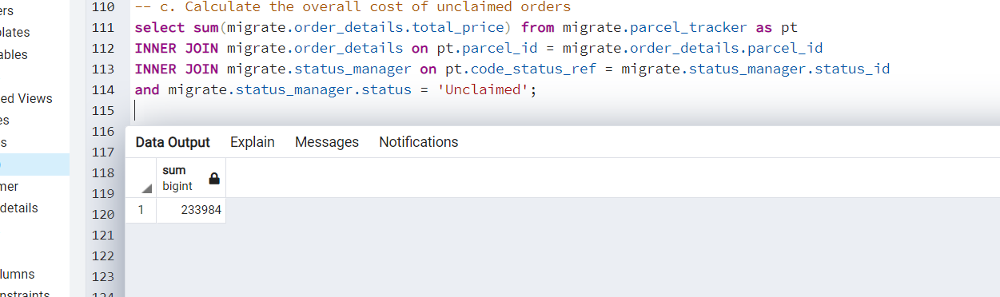 ers
plates
ables
ed Views
es
s
mer
details
lumns
nstraints
110 -- c. Calculate the overall cost of unclaimed orders
111 select sum(migrate.order_details.total_price) from migrate.parcel_tracker as pt
112 INNER JOIN migrate.order_details on pt.parcel_id = migrate.order_details.parcel_id
113 INNER JOIN migrate.status_manager on pt.code_status_ref = migrate.status_manager.status_id
114 and migrate.status_manager.status = 'Unclaimed';
115
116
117
118
119
120
121
122
123
124
Data Output Explain Messages Notifications
sum
bigint
1 233984